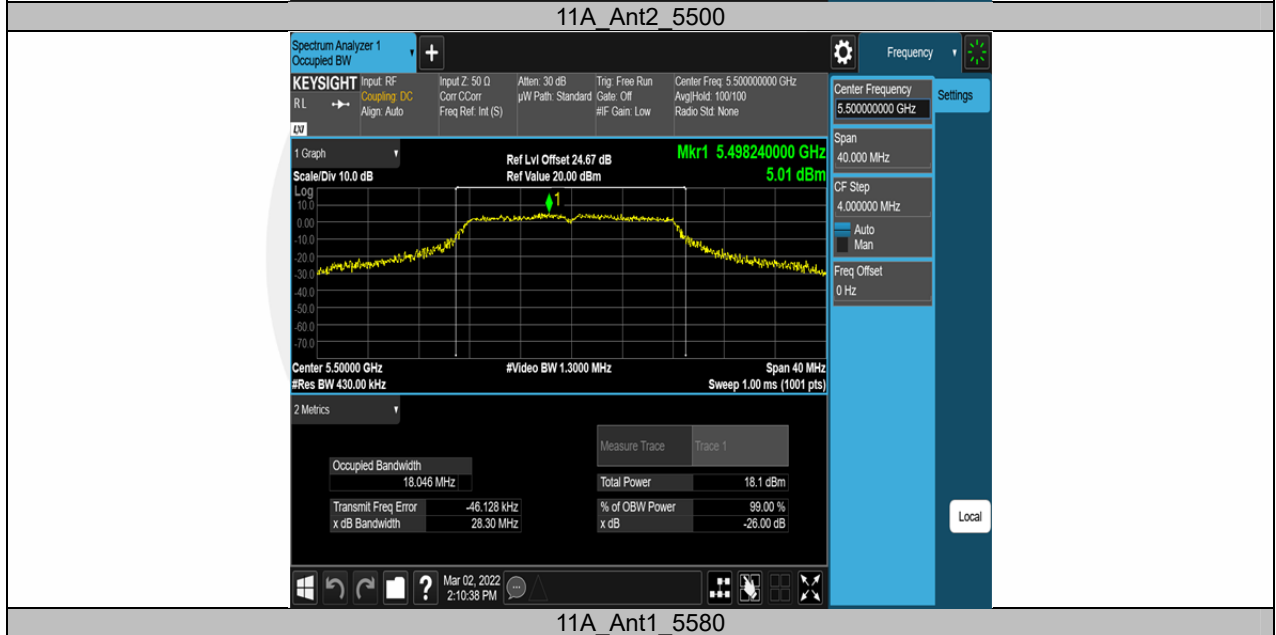 11A_Ant2_5500
Spectrum Analyzer 1
Occupied BW
+
Frequency
KEYSIGHT
RL
LXI
Input: RF
Coupling: DC
Align: Auto
Input Z: 50 Ω
Corr CCorr
Freq Ref: Int (S)
Atten: 30 dB
µW Path: Standard
Trig: Free Run
Gate: Off
#IF Gain: Low
Center Freq: 5.500000000 GHz
Avg|Hold: 100/100
Radio Std: None
Center Frequency
5.500000000 GHz
Settings
Span
40.000 MHz
CF Step
4.000000 MHz
Auto
Man
Freq Offset
0 Hz
Local
1 Graph
Scale/Div 10.0 dB
Ref Lvl Offset 24.67 dB
Ref Value 20.00 dBm
Mkr1 5.498240000 GHz
5.01 dBm
Log
10.0
0.00
-10.0
-20.0
-30.0
-40.0
-50.0
-60.0
-70.0
1
Center 5.50000 GHz
#Video BW 1.3000 MHz
Span 40 MHz
#Res BW 430.00 kHz
Sweep 1.00 ms (1001 pts)
2 Metrics
Measure Trace Trace 1
Occupied Bandwidth
18.046 MHz
Total Power 18.1 dBm
Transmit Freq Error -46.128 kHz
% of OBW Power 99.00 %
x dB Bandwidth 28.30 MHz
x dB -26.00 dB
?
Mar 02, 2022
2:10:38 PM
11A_Ant1_5580